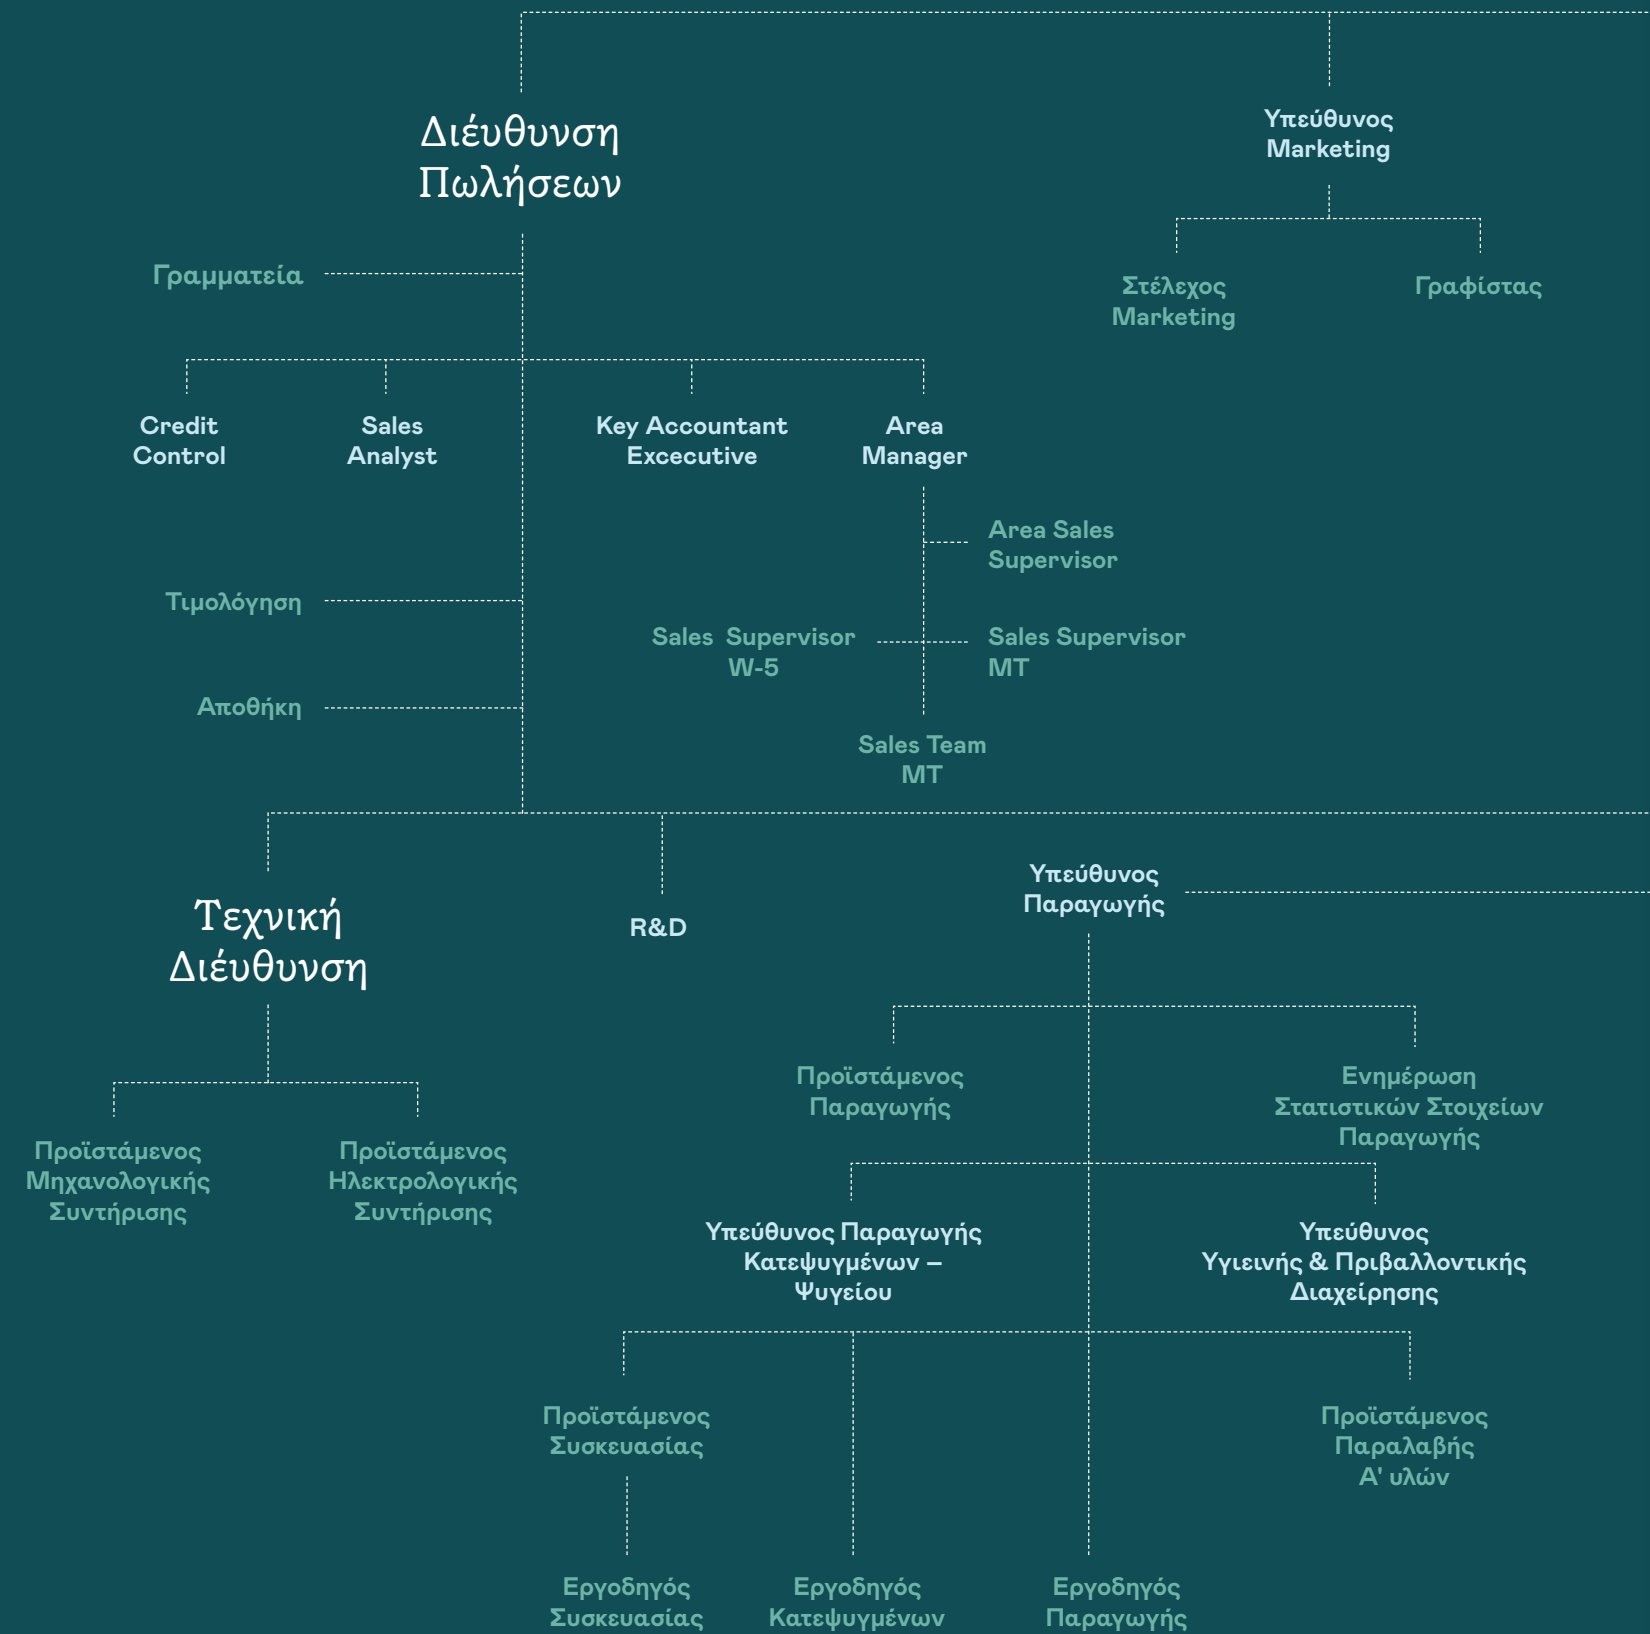 Διέυθυνση
Πωλήσεων
Υπεύθυνος
Marketing
Γραμματεία
Στέλεχος
Marketing
Γραφίστας
Credit
Control
Sales
Analyst
Key Accountant
Excecutive
Area
Manager
Area Sales
Supervisor
Τιμολόγηση
Sales Supervisor
W-5
Sales Supervisor
MT
Αποθήκη
Sales Team
MT
Τεχνική
Διέυθυνση
R&D
Υπεύθυνος
Παραγωγής
Προϊστάμενος
Παραγωγής
Ενημέρωση
Στατιστικών Στοιχείων
Παραγωγής
Προϊστάμενος
Μηχανολογικής
Συντήρισης
Προϊστάμενος
Ηλεκτρολογικής
Συντήρισης
Υπεύθυνος Παραγωγής
Κατεψυγμένων –
Ψυγείου
Υπεύθυνος
Υγιεινής & Πριβαλλοντικής
Διαχείρησης
Προϊστάμενος
Συσκευασίας
Προϊστάμενος
Παραλαβής
Α' υλών
Εργοδηγός
Συσκευασίας
Εργοδηγός
Κατεψυγμένων
Εργοδηγός
Παραγωγής